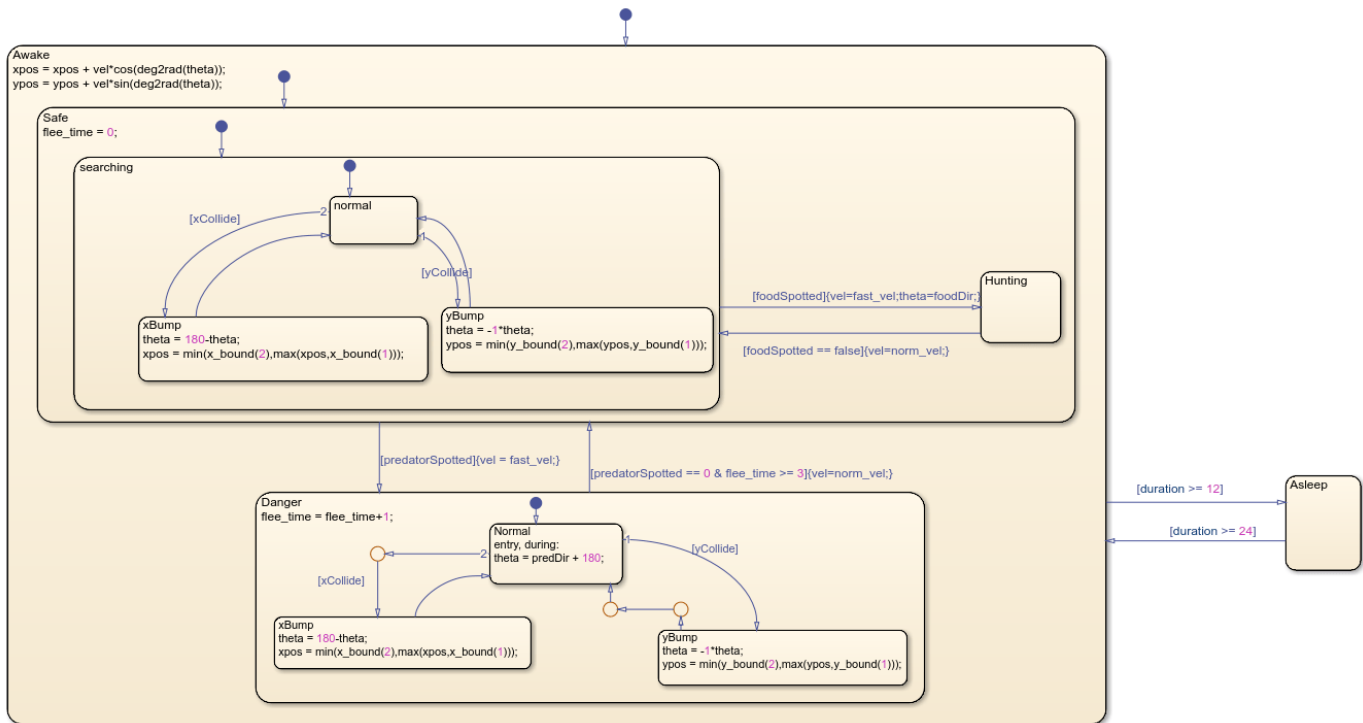 Awake
xpos = xpos + vel*cos(deg2rad(theta));
ypos = ypos + vel*sin(deg2rad(theta));
Safe
flee_time = 0;
searching
normal
2
[xCollide]
1
[yCollide]
xBump
theta = 180-theta;
xpos = min(x_bound(2),max(xpos,x_bound(1)));
yBump
theta = -1*theta;
ypos = min(y_bound(2),max(ypos,y_bound(1)));
[foodSpotted]{vel=fast_vel;theta=foodDir;}
Hunting
[foodSpotted == false]{vel=norm_vel;}
[predatorSpotted]{vel = fast_vel;}
[predatorSpotted == 0 & flee_time >= 3]{vel=norm_vel;}
Danger
flee_time = flee_time+1;
Normal
entry, during:
theta = predDir + 180;
2
1
[xCollide]
[yCollide]
xBump
theta = 180-theta;
xpos = min(x_bound(2),max(xpos,x_bound(1)));
yBump
theta = -1*theta;
ypos = min(y_bound(2),max(ypos,y_bound(1)));
[duration >= 12]
[duration >= 24]
Asleep